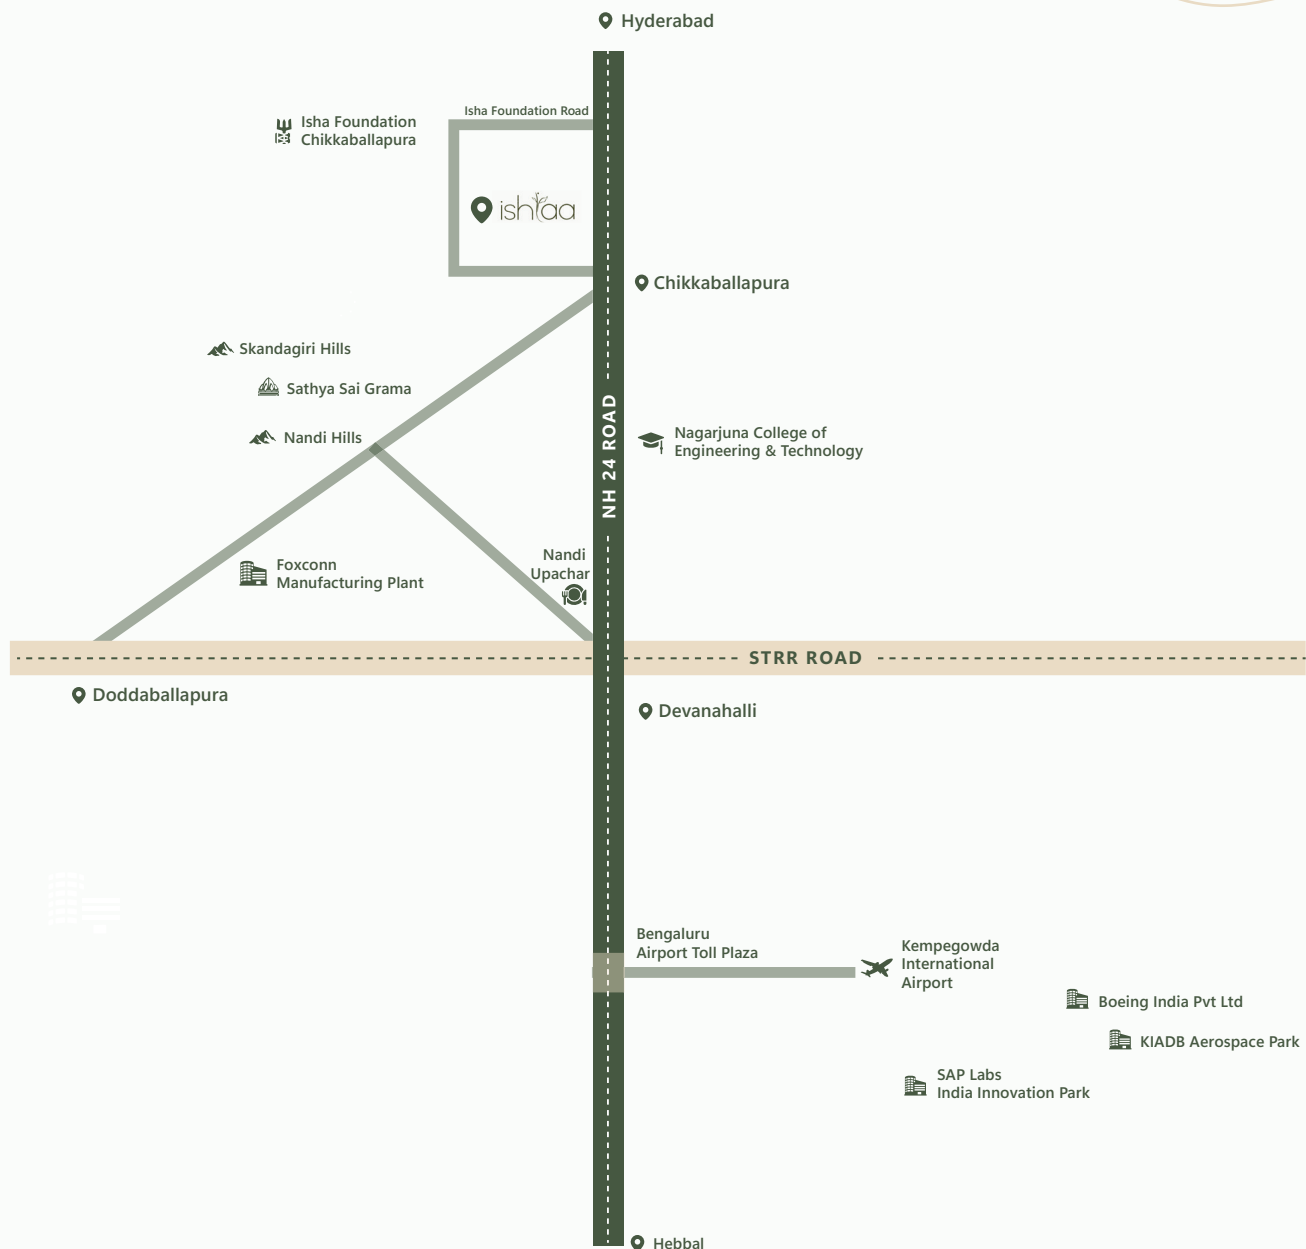 Hyderabad
Isha Foundation Road
Isha Foundation
Chikkaballapura
ishtaa
Chikkaballapura
Skandagiri Hills
Sathya Sai Grama
Nandi Hills
NH 24 ROAD
Nagarjuna College of
Engineering & Technology
Nandi
Upachar
Foxconn
Manufacturing Plant
STRR ROAD
Doddaballapura
Devanahalli
Bengaluru
Airport Toll Plaza
Kempegowda
International
Airport
Boeing India Pvt Ltd
KIADB Aerospace Park
SAP Labs
India Innovation Park
Hebbal